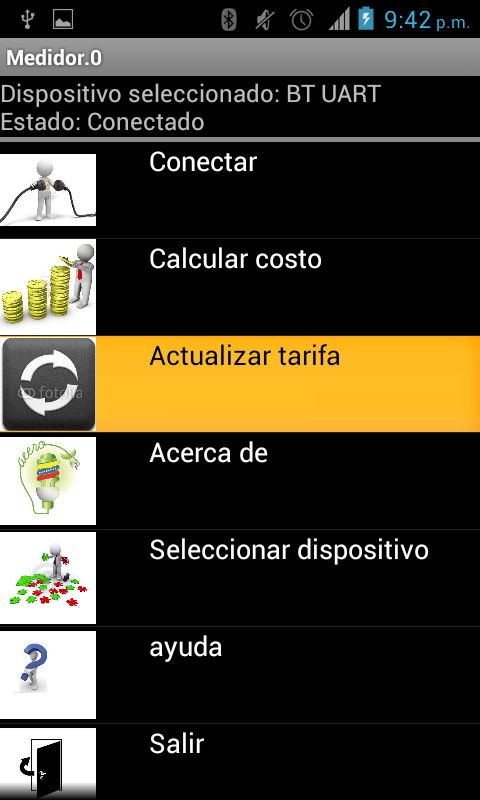 9:42 p.m.
Medidor.0
Dispositivo seleccionado: BT UART
Estado: Conectado
Conectar
Calcular costo
Actualizar tarifa
fotolia
Acerca de
Seleccionar dispositivo
ayuda
Salir